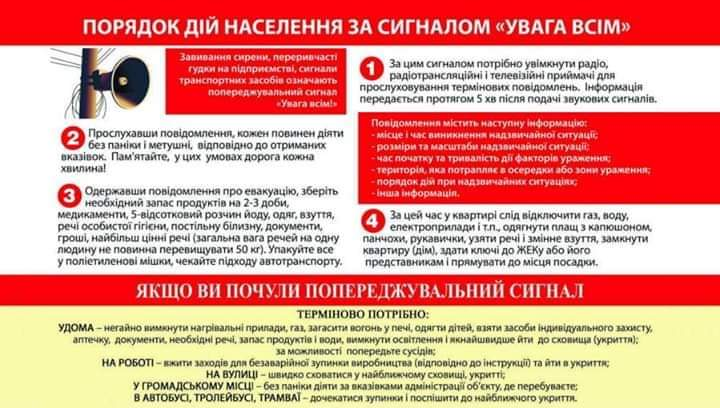 ПОРЯДОК ДІЙ НАСЕЛЕННЯ ЗА СИГНАЛОМ «УВАГА ВСІМ»
Завивання сирени, переривчасті
гудки на підприємстві, сигнали
транспортних засобів означають
попереджувальний сигнал
«Увага всім!»
1 За цим сигналом потрібно увімкнути радіо,
радіотрансляційні і телевізійні приймачі для
прослуховування термінових повідомлень. Інформація
передається протягом 5 хв після подачі звукових сигналів.
Повідомлення містить наступну інформацію:
- місце і час виникнення надзвичайної ситуації;
- розміри та масштаби надзвичайної ситуації;
- час початку та тривалість дії факторів ураження;
- територія, яка потрапляє в осередки або зони ураження;
- порядок дій при надзвичайних ситуаціях;
- інша інформація.
2 Прослухавши повідомлення, кожен повинен діяти
без паніки і метушні, відповідно до отриманих
вказівок. Пам'ятайте, у цих умовах дорога кожна
хвилина!
3 Одержавши повідомлення про евакуацію, зберіть
необхідний запас продуктів на 2-3 доби,
медикаменти, 5-відсотковий розчин йоду, одяг, взуття,
речі особистої гігієни, постільну білизну, документи,
гроші, найбільш цінні речі (загальна вага речей на одну
людину не повинна перевищувати 50 кг). Упакуйте все
у поліетиленові мішки, чекайте підходу автотранспорту.
4 За цей час у квартирі слід відключити газ, воду,
електроприлади і т.п., одягнути плащ з капюшоном,
панчохи, рукавички, узяти речі і змінне взуття, замкнути
квартиру (дім), здати ключі до ЖЕКу або його
представникам і прямувати до місця посадки.
ЯКЩО ВИ ПОЧУЛИ ПОПЕРЕДЖУВАЛЬНИЙ СИГНАЛ
ТЕРМІНОВО ПОТРІБНО:
УДОМА – негайно вимкнути нагрівальні прилади, газ, загасити вогонь у печі, одягти дітей, взяти засоби індивідуального захисту,
аптечку, документи, необхідні речі, запас продуктів і води, вимкнути освітлення і якнайшвидше йти до сховища (укриття);
за можливості попередьте сусідів;
НА РОБОТІ – вжити заходів для безаварійної зупинки виробництва (відповідно до інструкції) та йти в укриття;
НА ВУЛИЦІ – швидко сховатися у найближчому сховищі, укритті;
У ГРОМАДСЬКОМУ МІСЦІ – без паніки діяти за вказівками адміністрації об'єкту, де перебуваєте;
В АВТОБУСІ, ТРОЛЕЙБУСІ, ТРАМВАЇ – дочекатися зупинки і поспішити до найближчого укриття.